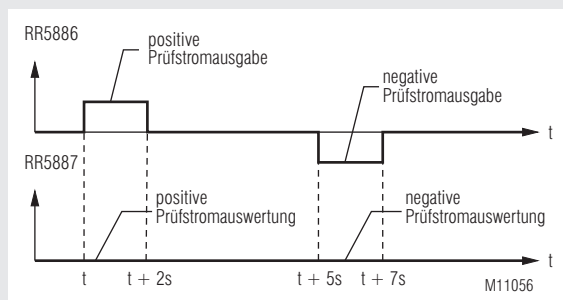 RR5886
positive
Prüfstromausgabe
negative
Prüfstromausgabe
t
RR5887
positive
Prüfstromauswertung
negative
Prüfstromauswertung
t
t
t + 2s
t + 5s
t + 7s
M11056